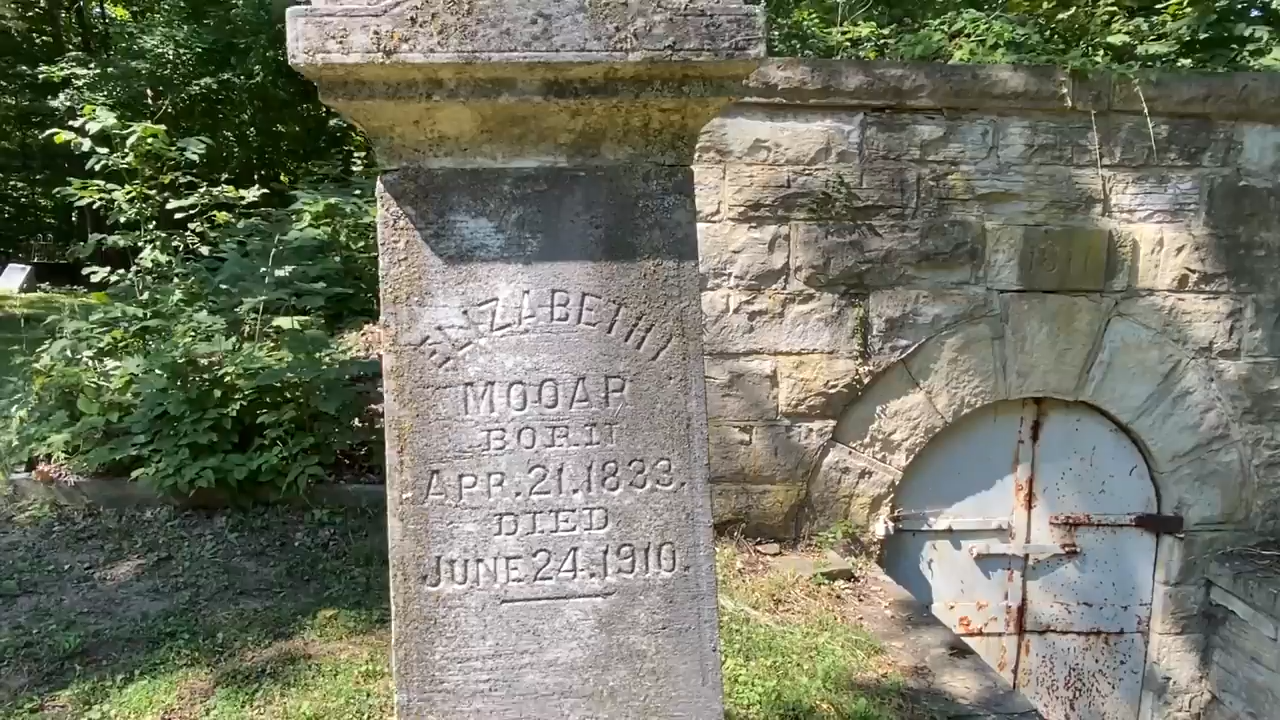 ELIZABETH
MOOAR
BORN
APR. 21. 1833.
DIED
JUNE 24. 1910.